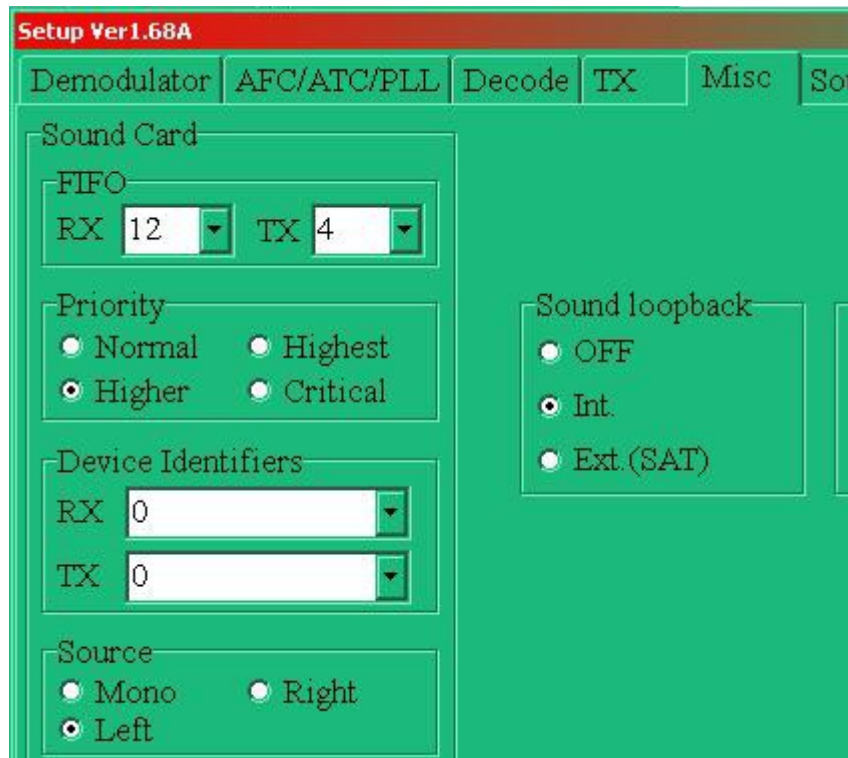 Setup Ver1.68A
Demodulator AFC/ATC/PLL Decode TX Misc
Sound Card
FIFO
RX 12 TX 4
Priority
Normal Highest
Higher Critical
Device Identifiers
RX 0
TX 0
Source
Mono Right
Left
Sound loopback
OFF
Int.
Ext.(SAT)